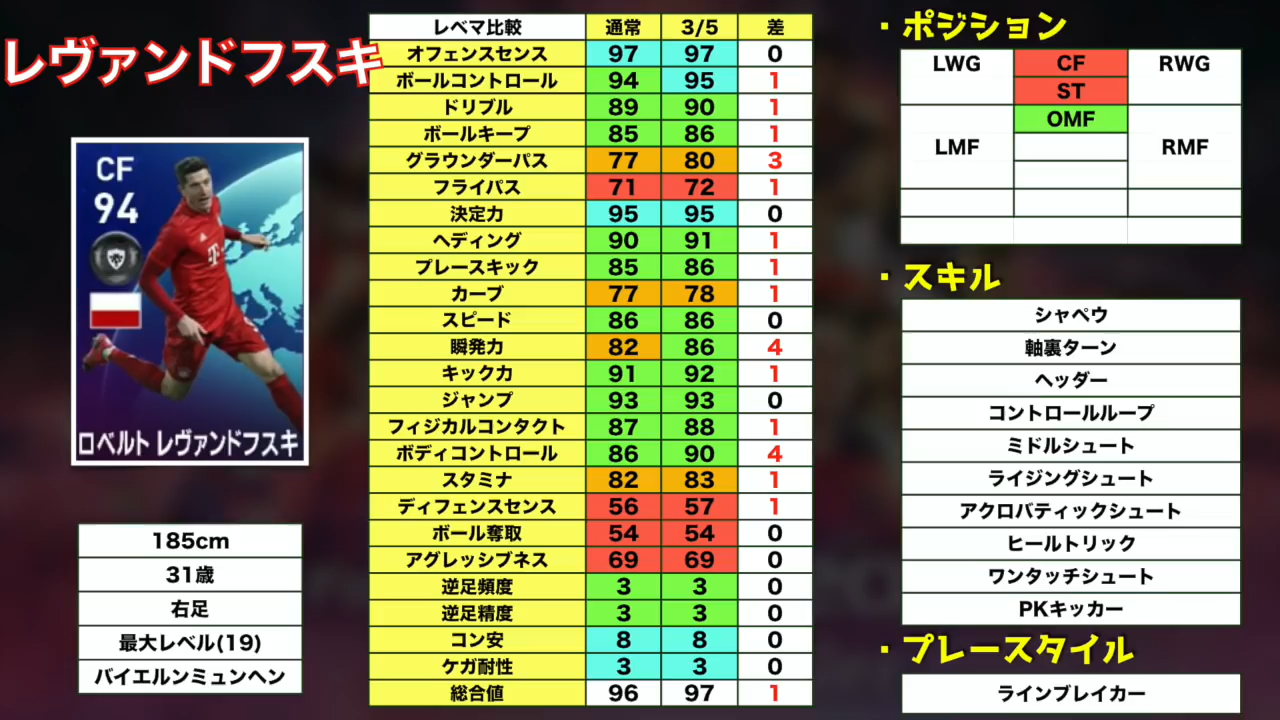 レヴァンドフスキ
CF
94
T
ロベルト レヴァンドフスキ
185cm
31歳
右足
最大レベル(19)
バイエルンミュンヘン
レベマ比較 通常 3/5 差
オフェンスセンス 97 97 0
ボールコントロール 94 95 1
ドリブル 89 90 1
ボールキープ 85 86 1
グラウンダーパス 77 80 3
フライパス 71 72 1
決定力 95 95 0
ヘディング 90 91 1
プレースキック 85 86 1
カーブ 77 78 1
スピード 86 86 0
瞬発力 82 86 4
キック力 91 92 1
ジャンプ 93 93 0
フィジカルコンタクト 87 88 1
ボディコントロール 86 90 4
スタミナ 82 83 1
ディフェンスセンス 56 57 1
ボール奪取 54 54 0
アグレッシブネス 69 69 0
逆足頻度 3 3 0
逆足精度 3 3 0
コン安 8 8 0
ケガ耐性 3 3 0
総合値 96 97 1
・ポジション
LWG CF RWG
ST
OMF
LMF RMF
・スキル
シャペウ
軸裏ターン
ヘッダー
コントロールループ
ミドルシュート
ライジングシュート
アクロバティックシュート
ヒールトリック
ワンタッチシュート
PKキッカー
・プレースタイル
ラインブレイカー